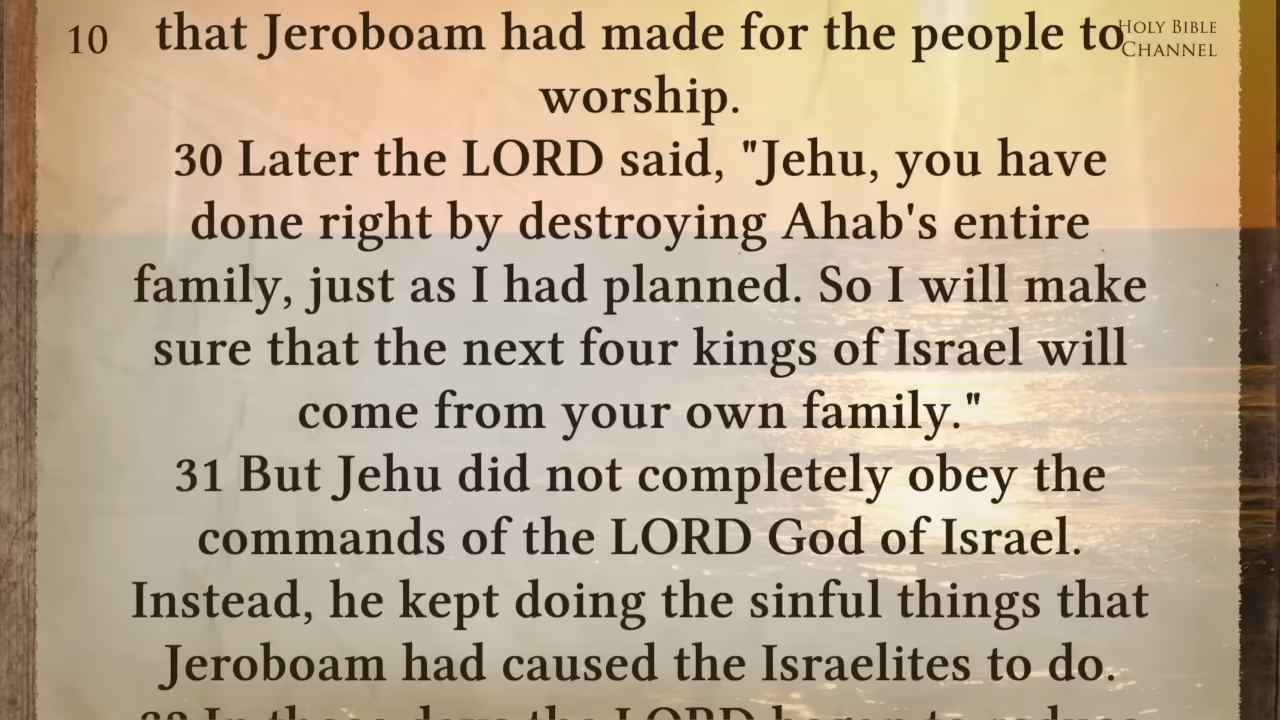 10
that Jeroboam had made for the people to
HOLY BIBLE
CHANNEL
worship.
30 Later the LORD said, "Jehu, you have
done right by destroying Ahab's entire
family, just as I had planned. So I will make
sure that the next four kings of Israel will
come from your own family."
31 But Jehu did not completely obey the
commands of the LORD God of Israel.
Instead, he kept doing the sinful things that
Jeroboam had caused the Israelites to do.